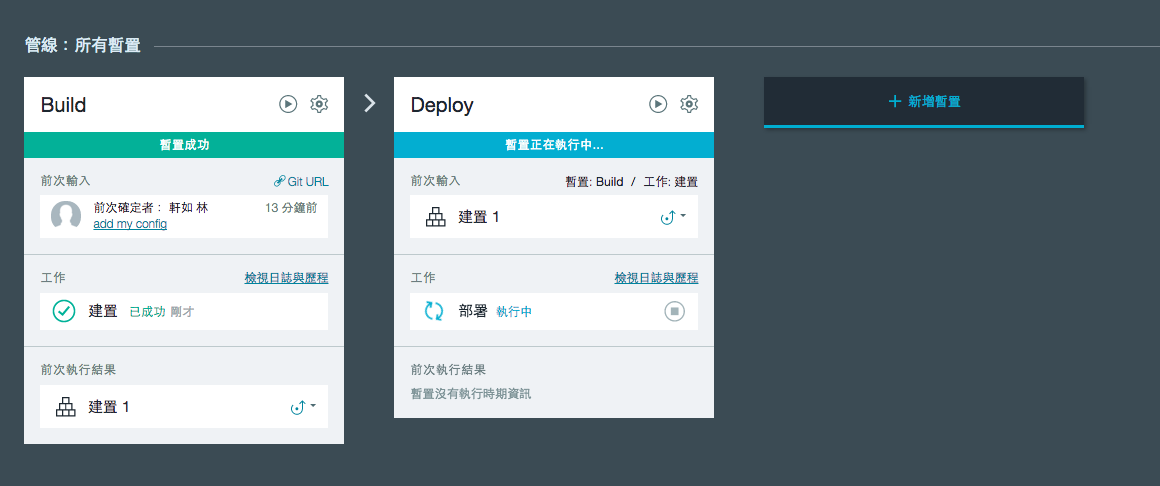 管線：所有暫置
Build
暫置成功
前次輸入 Git URL
前次確定者： 軒如 林 13 分鐘前
add my config
工作 檢視日誌與歷程
建置 已成功 剛才
前次執行結果
建置 1
Deploy
暫置正在執行中...
前次輸入 暫置: Build / 工作: 建置
建置 1
工作 檢視日誌與歷程
部署 執行中
前次執行結果
暫置沒有執行時期資訊
+ 新增暫置